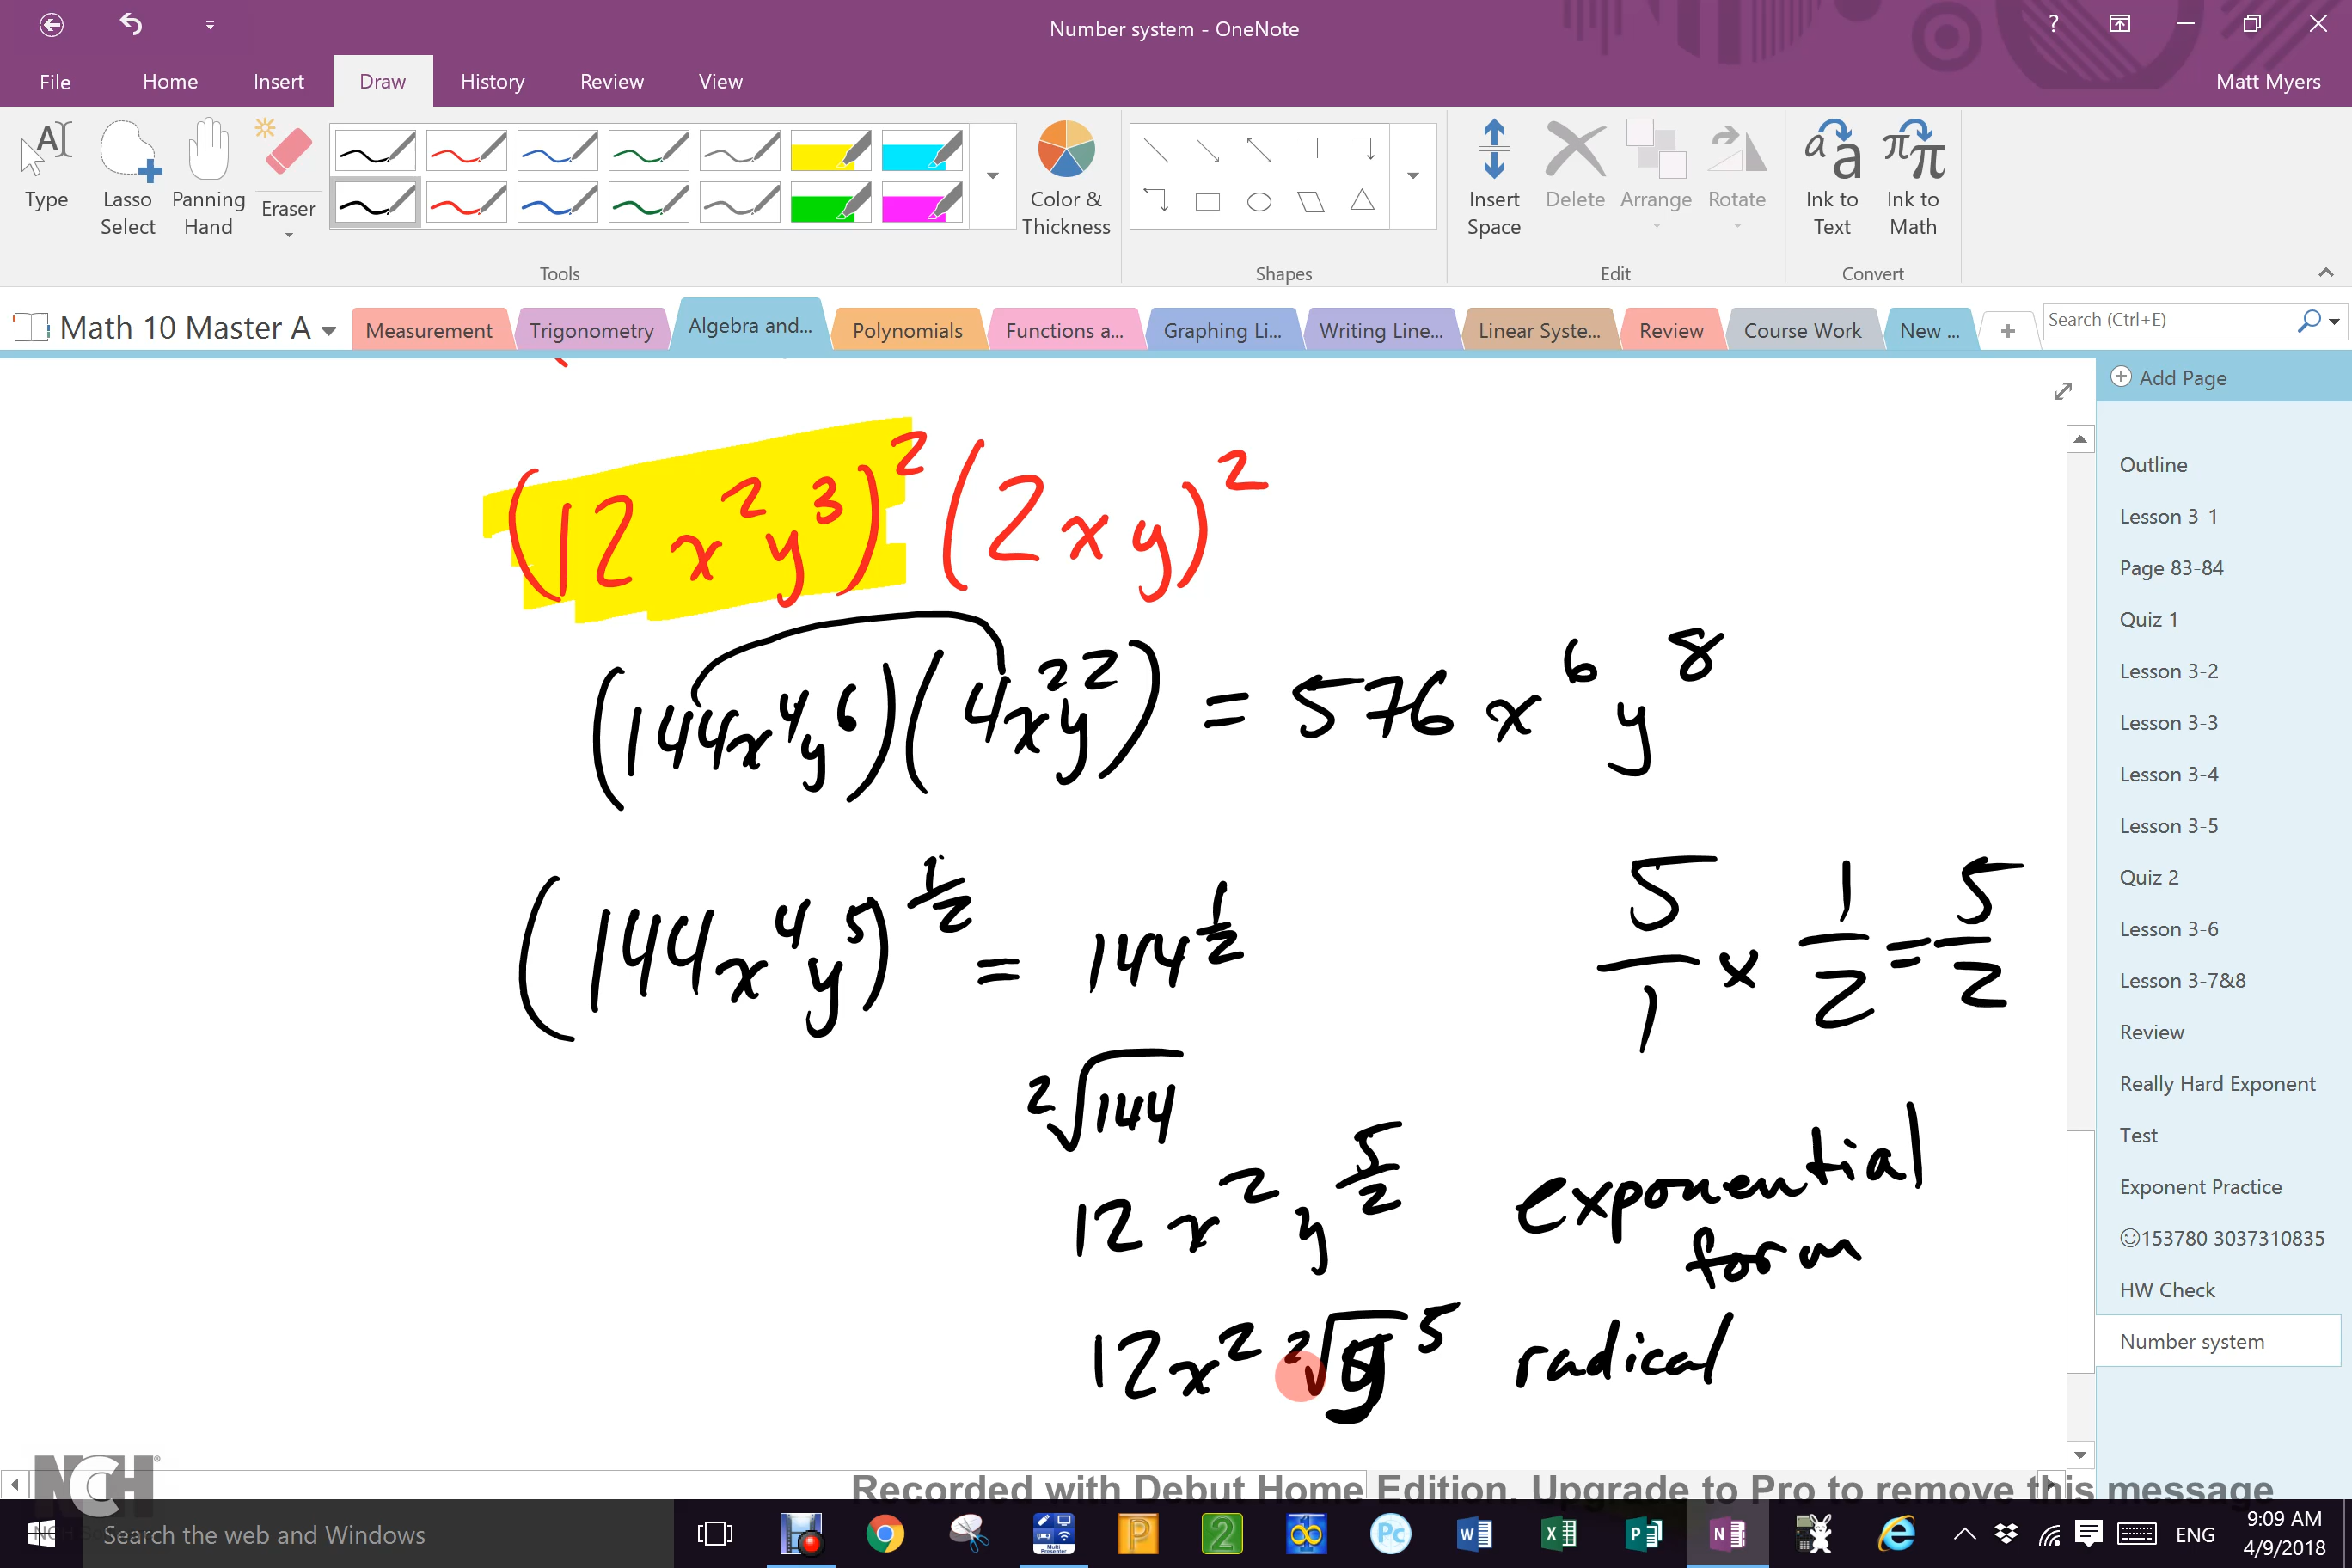 Number system - OneNote
?
File Home Insert Draw History Review View Matt Myers
Type
Lasso Select
Panning Hand
Eraser
Color & Thickness
Insert Space
Delete
Arrange
Rotate
Ink to Text
Ink to Math
Tools Shapes Edit Convert
Math 10 Master A
Measurement Trigonometry Algebra and... Polynomials Functions a... Graphing Li... Writing Line... Linear Syste... Review Course Work New ... +
Search (Ctrl+E)
Add Page
Outline
Lesson 3-1
Page 83-84
Quiz 1
Lesson 3-2
Lesson 3-3
Lesson 3-4
Lesson 3-5
Quiz 2
Lesson 3-6
Lesson 3-7&8
Review
Really Hard Exponent
Test
Exponent Practice
☺153780 3037310835
HW Check
Number system
(12x²y³)²(2xy)²
(144x⁴y⁶)(4x²y²) = 576x⁶y⁸
(144x⁴y⁵)^(1/2) = 144^(1/2)
5/1 x 1/2 = 5/2
²√144
12x²y^(5/2) exponential form
12x² ²√y⁵ radical
NCH
Recorded with Debut Home Edition. Upgrade to Pro to remove this message
Search the web and Windows
ENG
9:09 AM
4/9/2018